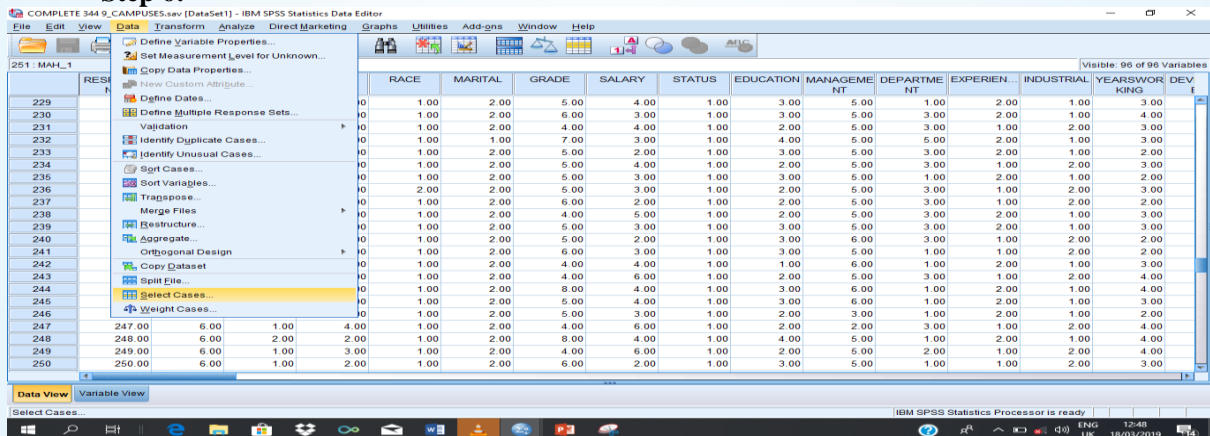 Step 6:
COMPLETE 344 9_CAMPUSES.sav [DataSet1] - IBM SPSS Statistics Data Editor
File Edit View Data Transform Analyze Direct Marketing Graphs Utilities Add-ons Window Help
251 : MAH_1 Visible: 96 of 96 Variables
Define Variable Properties...
Set Measurement Level for Unknown...
Copy Data Properties...
New Custom Attribute...
Define Dates...
Define Multiple Response Sets...
Validation
Identify Duplicate Cases...
Identify Unusual Cases...
Sort Cases...
Sort Variables...
Transpose...
Merge Files
Restructure...
Aggregate...
Orthogonal Design
Copy Dataset
Split File...
Select Cases...
Weight Cases...
RACE MARITAL GRADE SALARY STATUS EDUCATION MANAGEMENT DEPARTMENT EXPERIEN... INDUSTRIAL YEARSWORKING DEV
229 1.00 2.00 5.00 4.00 1.00 3.00 5.00 1.00 2.00 1.00 3.00
230 1.00 2.00 6.00 3.00 1.00 3.00 5.00 3.00 2.00 1.00 4.00
231 1.00 2.00 4.00 4.00 1.00 2.00 5.00 3.00 1.00 2.00 3.00
232 1.00 1.00 7.00 3.00 1.00 4.00 5.00 5.00 2.00 1.00 3.00
233 1.00 2.00 5.00 2.00 1.00 3.00 5.00 3.00 2.00 1.00 2.00
234 1.00 2.00 5.00 4.00 1.00 2.00 5.00 3.00 1.00 2.00 3.00
235 1.00 2.00 5.00 3.00 1.00 3.00 5.00 1.00 2.00 1.00 2.00
236 2.00 2.00 5.00 3.00 1.00 2.00 5.00 3.00 1.00 2.00 3.00
237 1.00 2.00 6.00 2.00 1.00 2.00 5.00 3.00 1.00 2.00 2.00
238 1.00 2.00 4.00 5.00 1.00 2.00 5.00 3.00 2.00 1.00 3.00
239 1.00 2.00 5.00 3.00 1.00 2.00 5.00 3.00 2.00 1.00 3.00
240 1.00 2.00 5.00 2.00 1.00 3.00 6.00 3.00 1.00 2.00 2.00
241 1.00 2.00 6.00 3.00 1.00 3.00 5.00 1.00 1.00 2.00 2.00
242 1.00 2.00 4.00 4.00 1.00 1.00 6.00 1.00 2.00 1.00 3.00
243 1.00 2.00 4.00 6.00 1.00 2.00 5.00 3.00 1.00 2.00 4.00
244 1.00 2.00 8.00 4.00 1.00 3.00 6.00 1.00 2.00 1.00 4.00
245 1.00 2.00 5.00 4.00 1.00 3.00 6.00 1.00 2.00 1.00 3.00
246 1.00 2.00 5.00 3.00 1.00 2.00 3.00 3.00 1.00 2.00 3.00
247 247.00 6.00 1.00 4.00 1.00 2.00 4.00 6.00 1.00 2.00 2.00 3.00 1.00 2.00 4.00
248 248.00 6.00 2.00 2.00 1.00 2.00 8.00 4.00 1.00 4.00 5.00 1.00 2.00 1.00 4.00
249 249.00 6.00 1.00 3.00 1.00 2.00 4.00 6.00 1.00 2.00 5.00 1.00 2.00 2.00 4.00
250 250.00 6.00 1.00 2.00 1.00 2.00 6.00 2.00 1.00 3.00 5.00 1.00 1.00 2.00 3.00
Data View Variable View
Select Cases... IBM SPSS Statistics Processor is ready
ENG 12:48
UK 18/03/2019